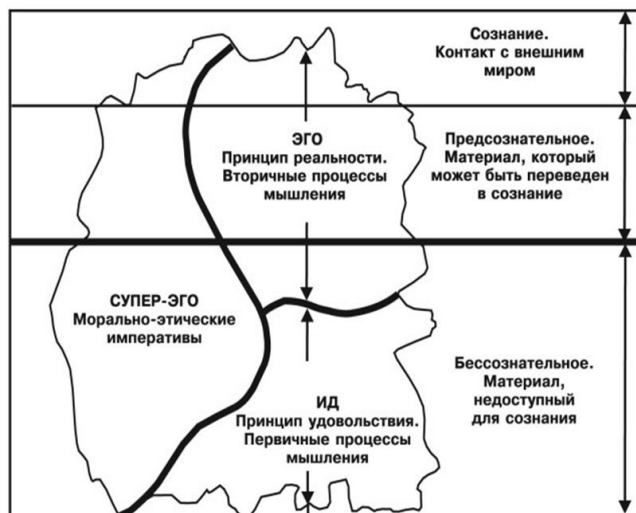 Сознание.
Контакт с внешним
миром
ЭГО
Принцип реальности.
Вторичные процессы
мышления
Предсознательное.
Материал, который
может быть переведен
в сознание
СУПЕР-ЭГО
Морально-этические
императивы
ИД
Принцип удовольствия.
Первичные процессы
мышления
Бессознательное.
Материал,
недоступный
для сознания